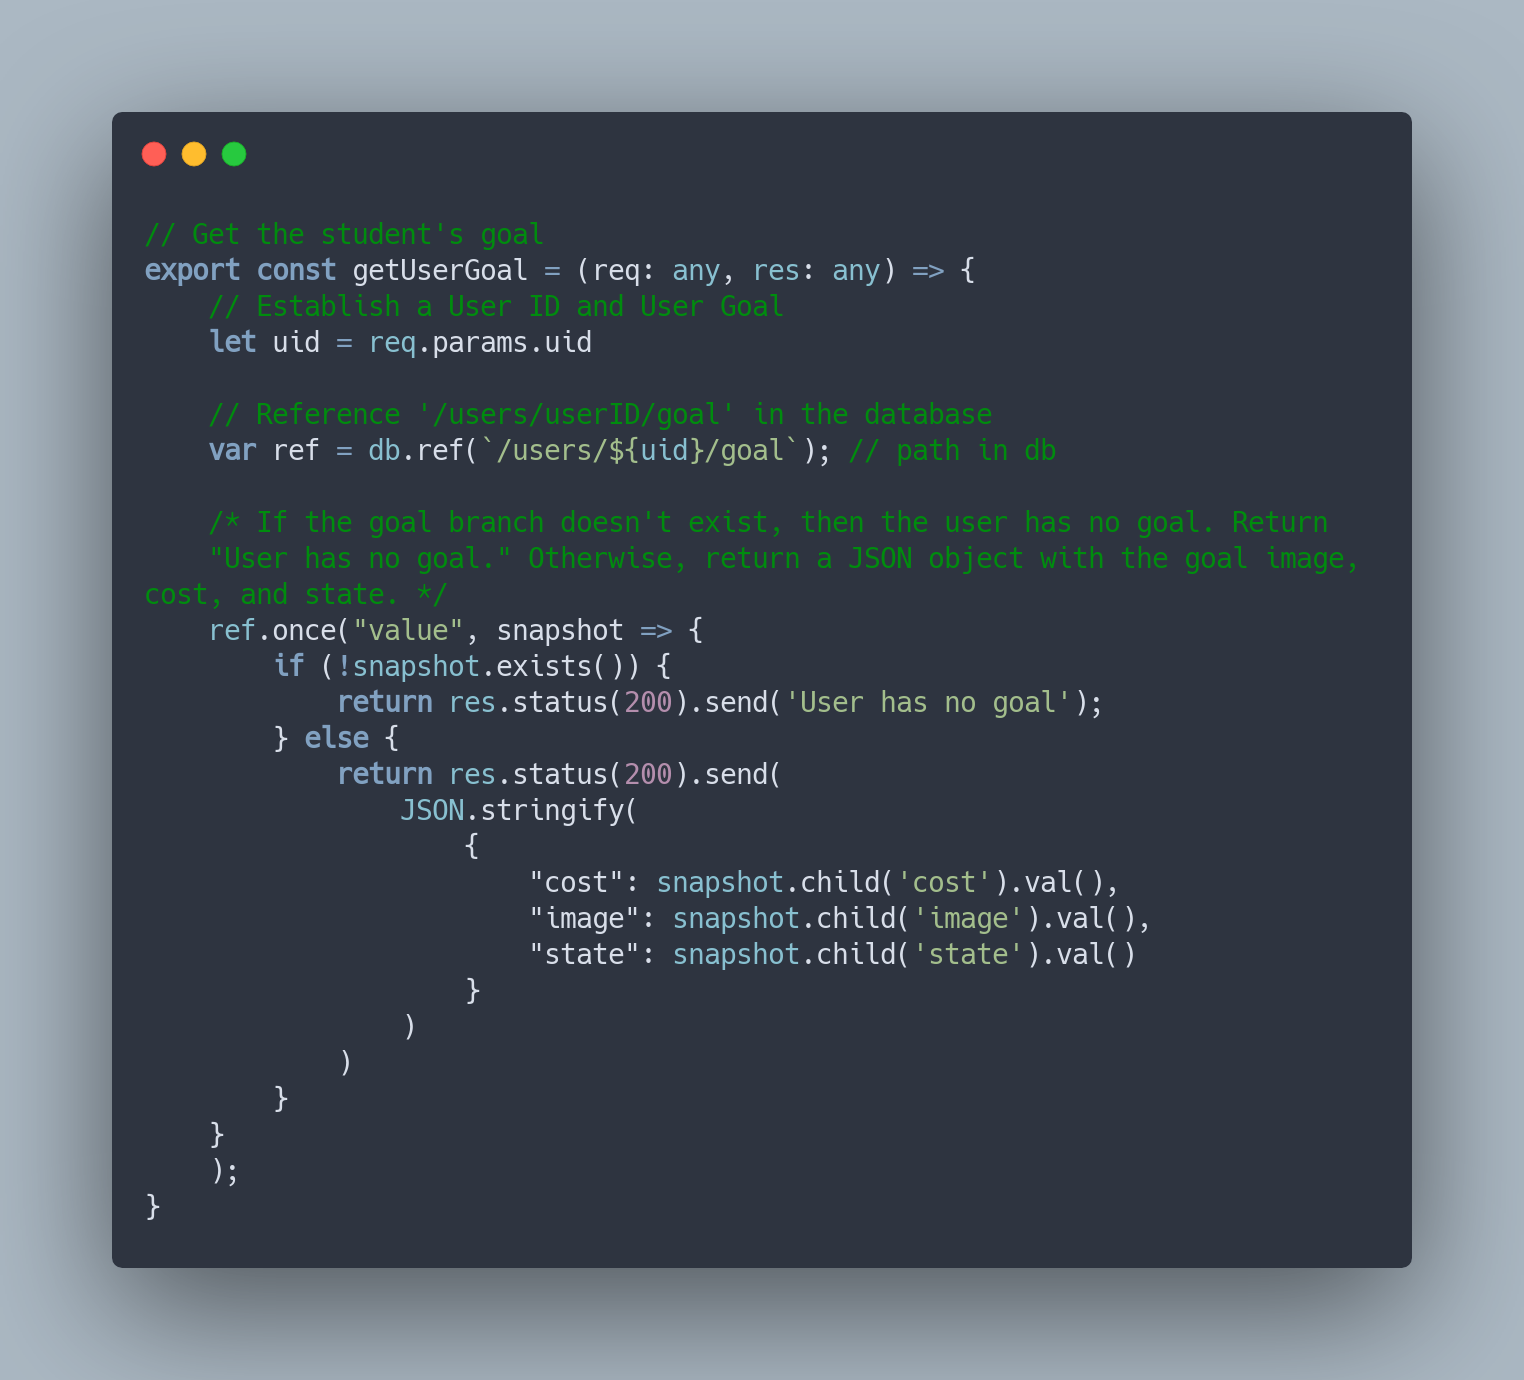 // Get the student's goal
export const getUserGoal = (req: any, res: any) => {
    // Establish a User ID and User Goal
    let uid = req.params.uid

    // Reference '/users/userID/goal' in the database
    var ref = db.ref(`/users/${uid}/goal`); // path in db

    /* If the goal branch doesn't exist, then the user has no goal. Return
    "User has no goal." Otherwise, return a JSON object with the goal image,
cost, and state. */
    ref.once("value", snapshot => {
        if (!snapshot.exists()) {
            return res.status(200).send('User has no goal');
        } else {
            return res.status(200).send(
                JSON.stringify(
                    {
                        "cost": snapshot.child('cost').val(),
                        "image": snapshot.child('image').val(),
                        "state": snapshot.child('state').val()
                    }
                )
            )
        }
    }
    );
}